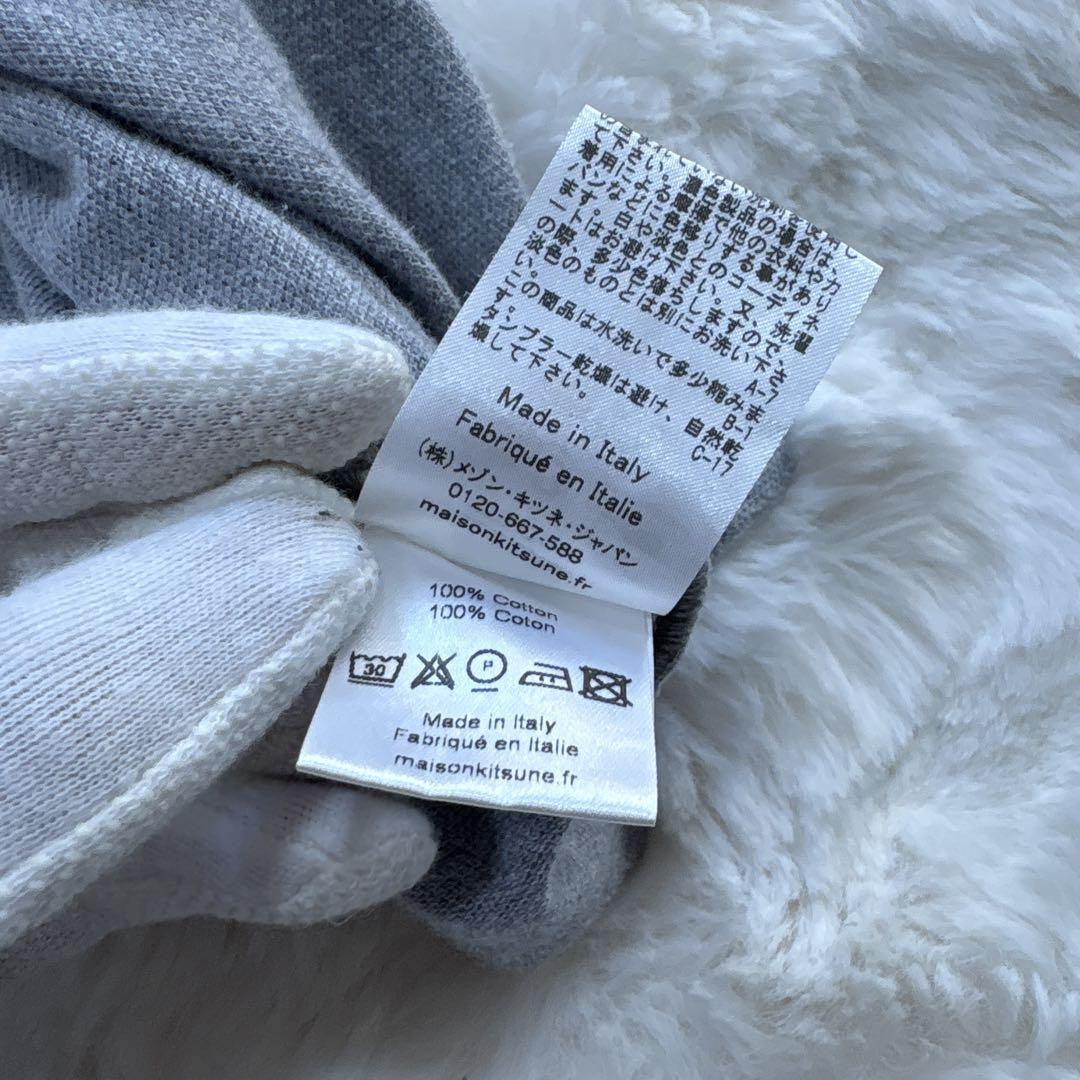 て下さい。
濃色製品の場合は、
着用による摩擦で他の衣料やカ
バンなどに色移りする事があり
ます。白や淡色とのコーディネ
ートはお避け下さい。又、洗濯
の際、多少色落ちしますので、
淡色のものとは別にお洗い下さ
い。 A-7
この商品は水洗いで多少縮みま
す。 B-1
タンブラー乾燥は避け、自然乾
燥して下さい。 C-17
Made in Italy
Fabriqué en Italie
(株)メゾン・キツネ・ジャパン
0120-667-588
maisonkitsune.fr
100% Cotton
100% Coton
30 P
Made in Italy
Fabriqué en Italie
maisonkitsune.fr